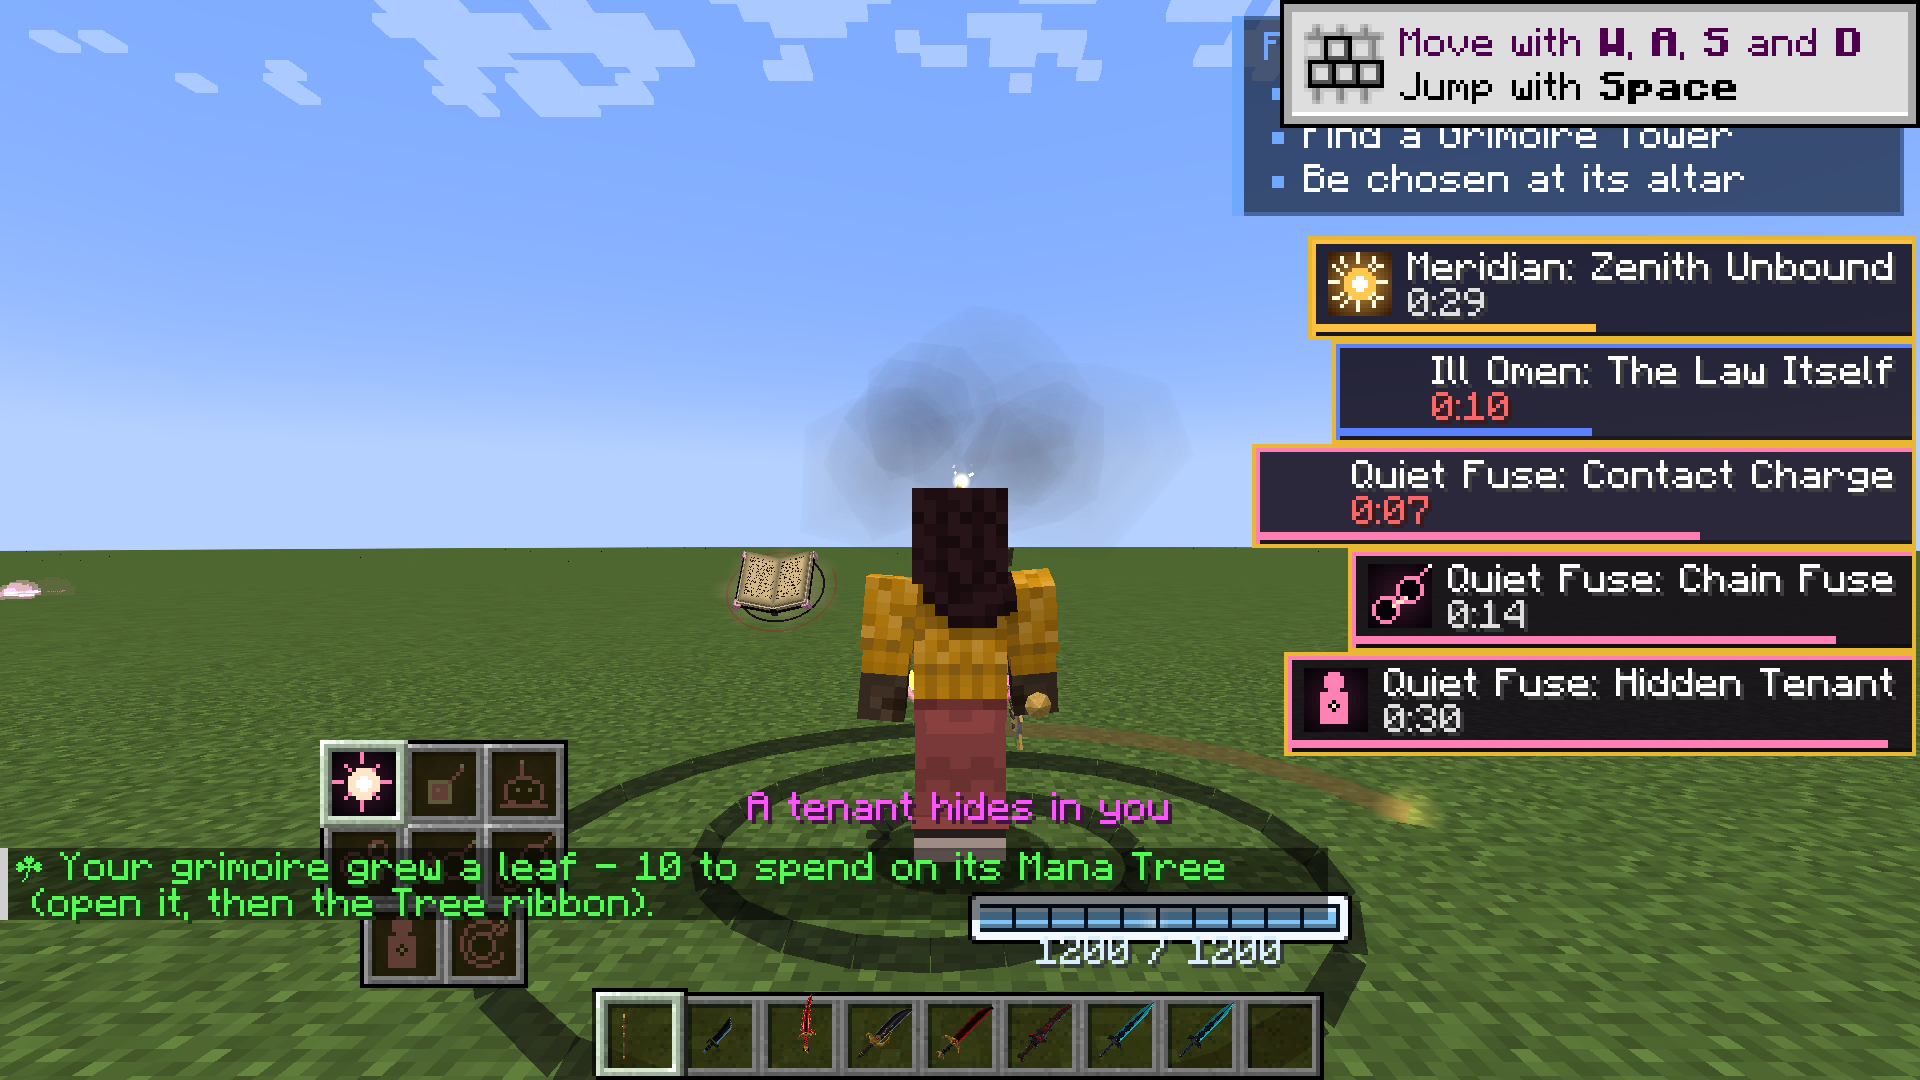 Move with W, A, S and D
Jump with Space
Find a Grimoire Tower
Be chosen at its altar
Meridian: Zenith Unbound
0:29
Ill Omen: The Law Itself
0:10
Quiet Fuse: Contact Charge
0:07
Quiet Fuse: Chain Fuse
0:14
Quiet Fuse: Hidden Tenant
0:30
A tenant hides in you
☘ Your grimoire grew a leaf – 10 to spend on its Mana Tree
(open it, then the Tree ribbon).
1200 / 1200